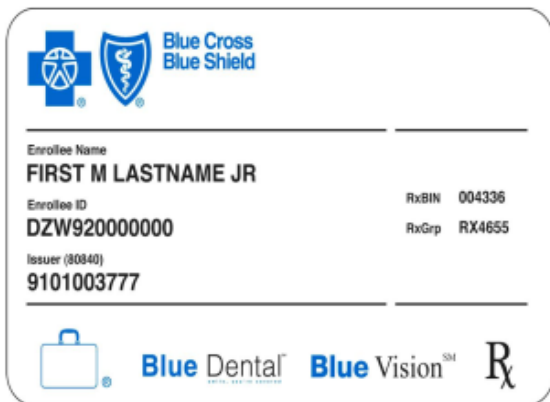 Blue Cross
Blue Shield
Enrollee Name
FIRST M LASTNAME JR
Enrollee ID
DZW920000000
Issuer (80840)
9101003777
RxBIN 004336
RxGrp RX4655
Blue Dental
Blue Vision℠
Rx